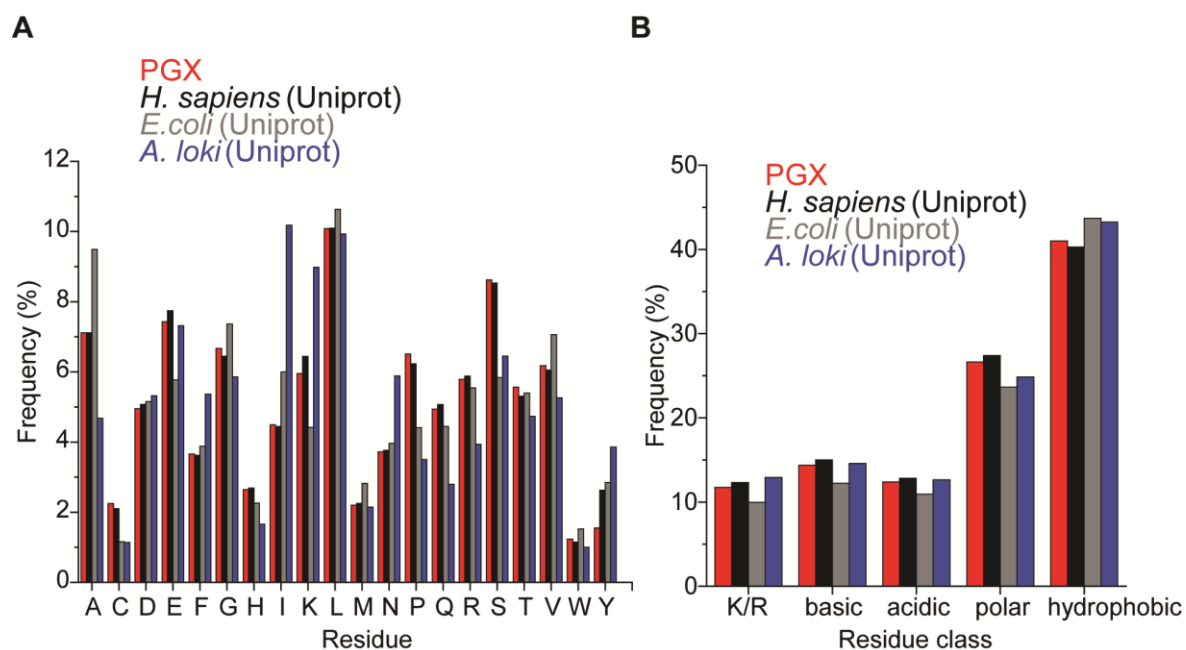 A
PGX
H. sapiens (Uniprot)
E.coli (Uniprot)
A. loki (Uniprot)
12
10
8
6
4
2
0
Frequency (%)
A C D E F G H I K L M N P Q R S T V W Y
Residue
B
PGX
H. sapiens (Uniprot)
E.coli (Uniprot)
A. loki (Uniprot)
50
40
30
20
10
0
Frequency (%)
K/R basic acidic polar hydrophobic
Residue class